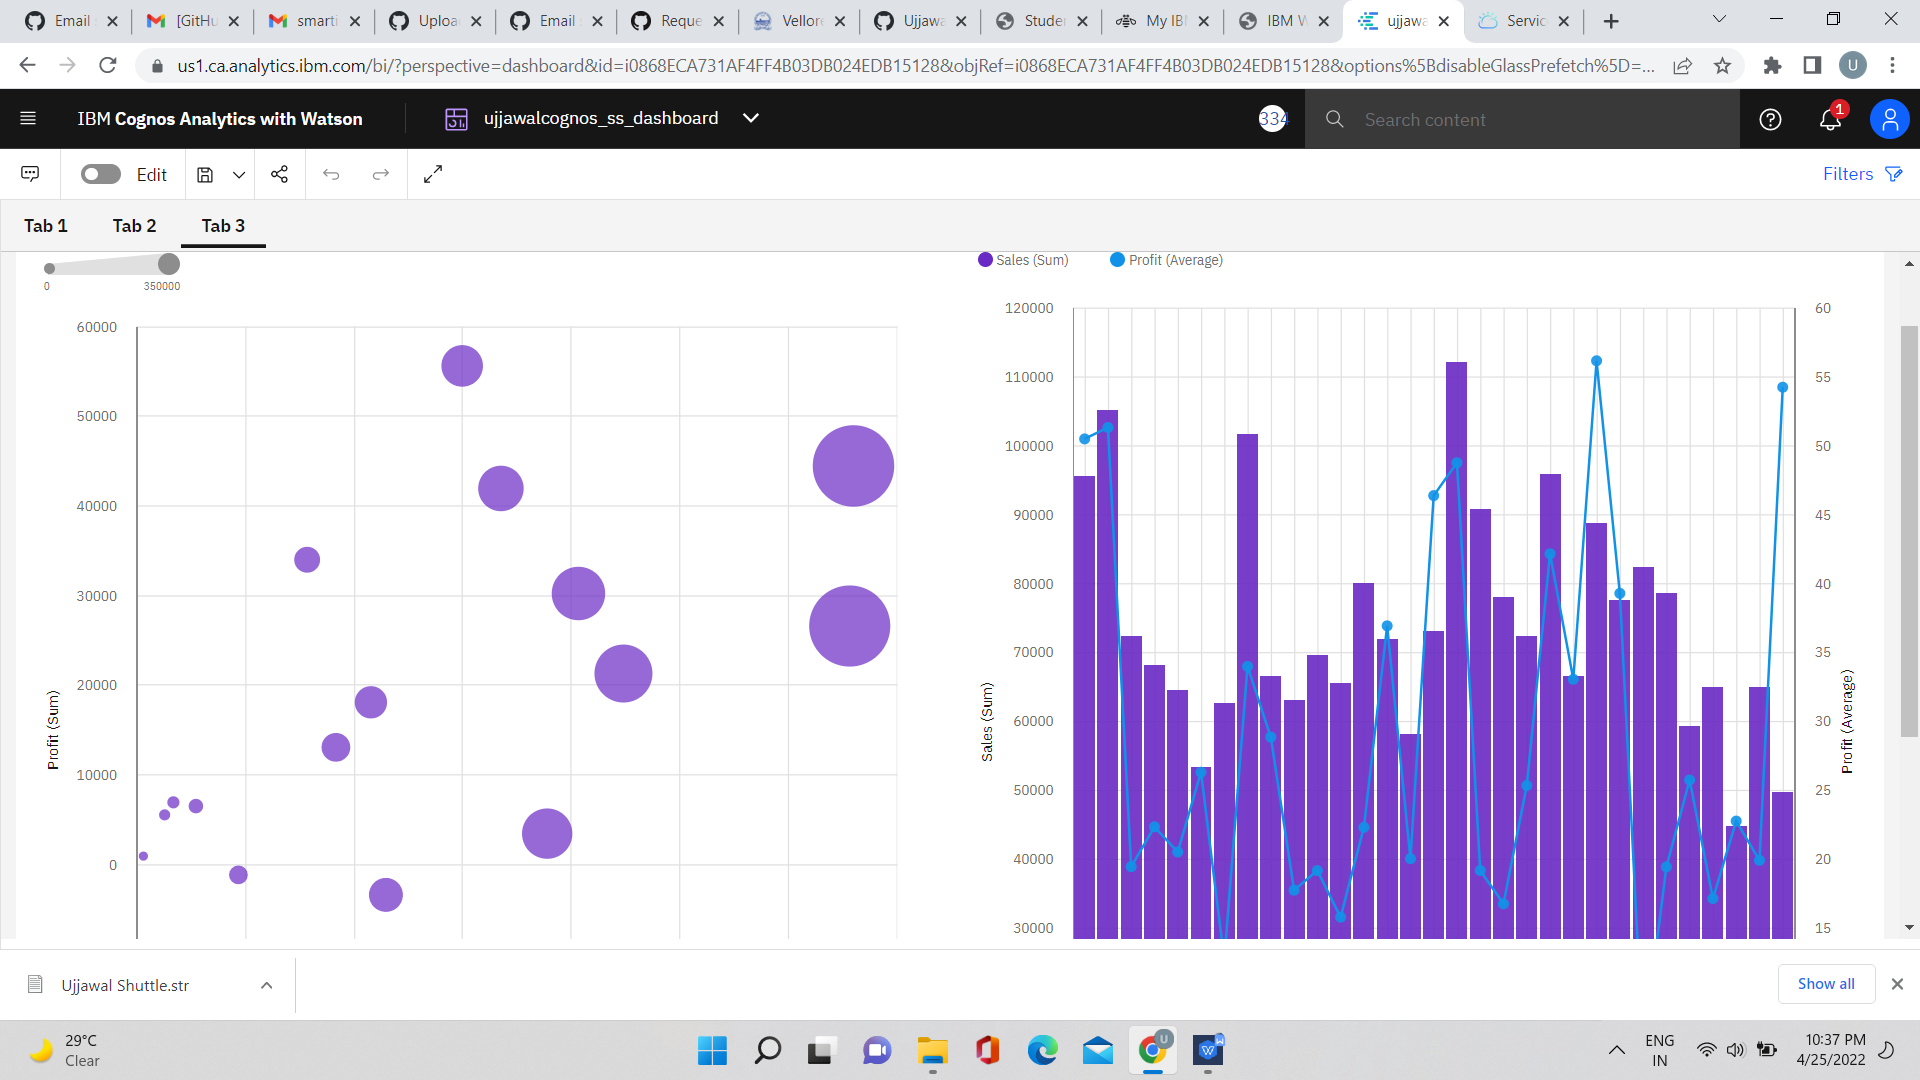 Email
[GitHu
smarti
Uploa
Email
Reque
Vellore
Ujjawa
Studer
My IBM
IBM W
ujjawa
Servic
us1.ca.analytics.ibm.com/bi/?perspective=dashboard&id=i0868ECA731AF4FF4B03DB024EDB15128&objRef=i0868ECA731AF4FF4B03DB024EDB15128&options%5BdisableGlassPrefetch%5D=...
U
IBM Cognos Analytics with Watson
ujjawalcognos_ss_dashboard
334
Search content
1
Edit
Filters
Tab 1
Tab 2
Tab 3
0
350000
Profit (Sum)
60000
50000
40000
30000
20000
10000
0
Sales (Sum)
Profit (Average)
Sales (Sum)
120000
110000
100000
90000
80000
70000
60000
50000
40000
30000
60
55
50
45
40
35
30
25
20
15
Profit (Average)
Ujjawal Shuttle.str
Show all
29°C
Clear
U
ENG
IN
10:37 PM
4/25/2022